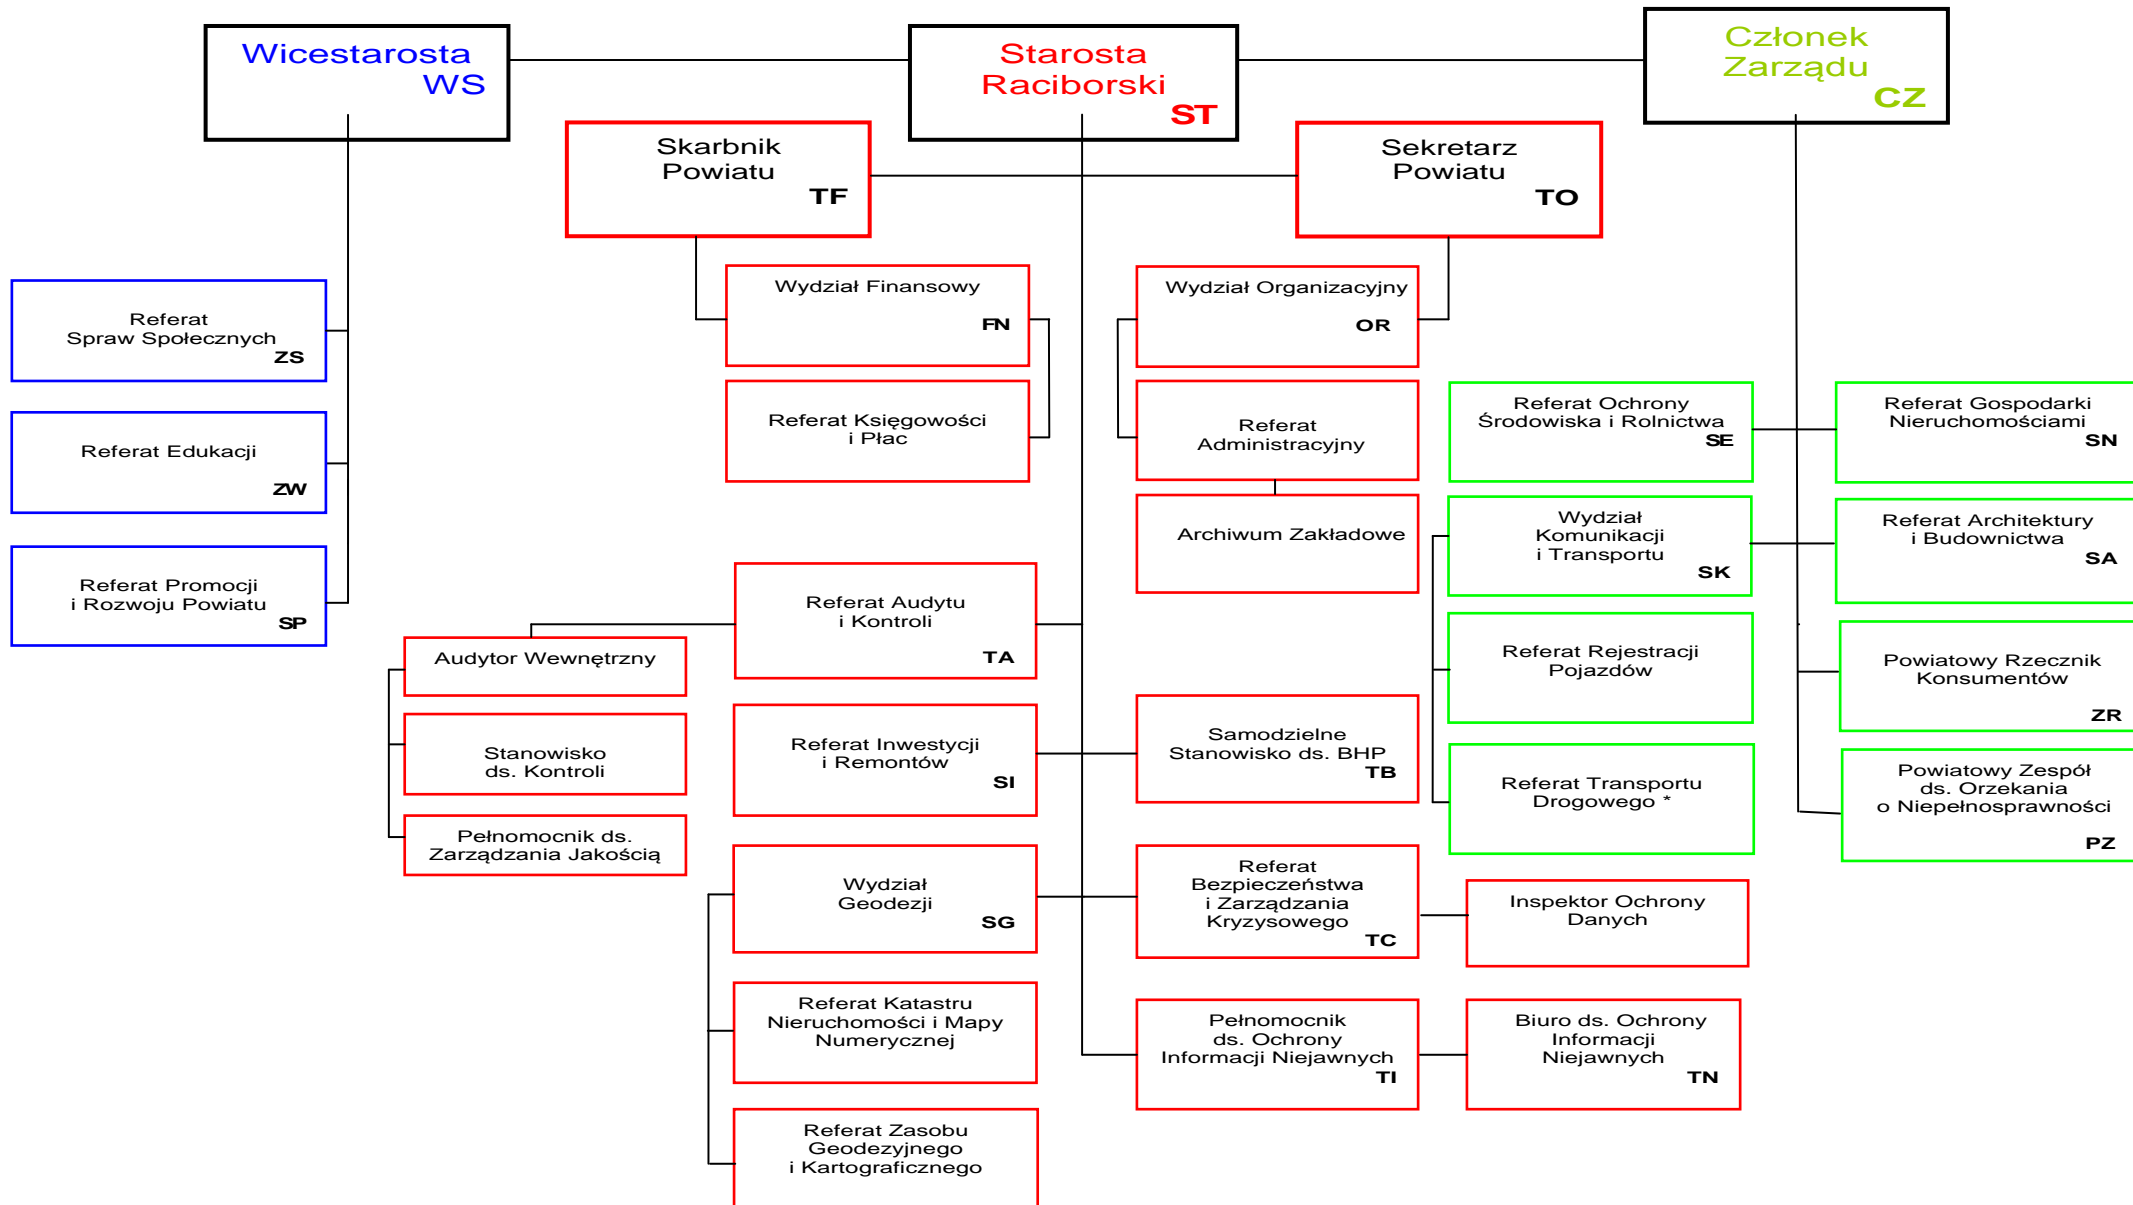 Wicestarosta
WS
Starosta
Raciborski
ST
Członek
Zarządu
CZ
Skarbnik
Powiatu
TF
Sekretarz
Powiatu
TO
Referat
Spraw Społecznych
ZS
Referat Edukacji
ZW
Referat Promocji
i Rozwoju Powiatu
SP
Wydział Finansowy
FN
Referat Księgowości
i Płac
Wydział Organizacyjny
OR
Referat
Administracyjny
Archiwum Zakładowe
Referat Ochrony
Środowiska i Rolnictwa
SE
Referat Gospodarki
Nieruchomościami
SN
Wydział
Komunikacji
i Transportu
SK
Referat Architektury
i Budownictwa
SA
Referat Rejestracji
Pojazdów
Powiatowy Rzecznik
Konsumentów
ZR
Referat Transportu
Drogowego *
Powiatowy Zespół
ds. Orzekania
o Niepełnosprawności
PZ
Referat Audytu
i Kontroli
TA
Audytor Wewnętrzny
Stanowisko
ds. Kontroli
Pełnomocnik ds.
Zarządzania Jakością
Referat Inwestycji
i Remontów
SI
Samodzielne
Stanowisko ds. BHP
TB
Wydział
Geodezji
SG
Referat
Bezpieczeństwa
i Zarządzania
Kryzysowego
TC
Inspektor Ochrony
Danych
Referat Katastru
Nieruchomości i Mapy
Numerycznej
Pełnomocnik
ds. Ochrony
Informacji Niejawnych
TI
Biuro ds. Ochrony
Informacji
Niejawnych
TN
Referat Zasobu
Geodezyjnego
i Kartograficznego